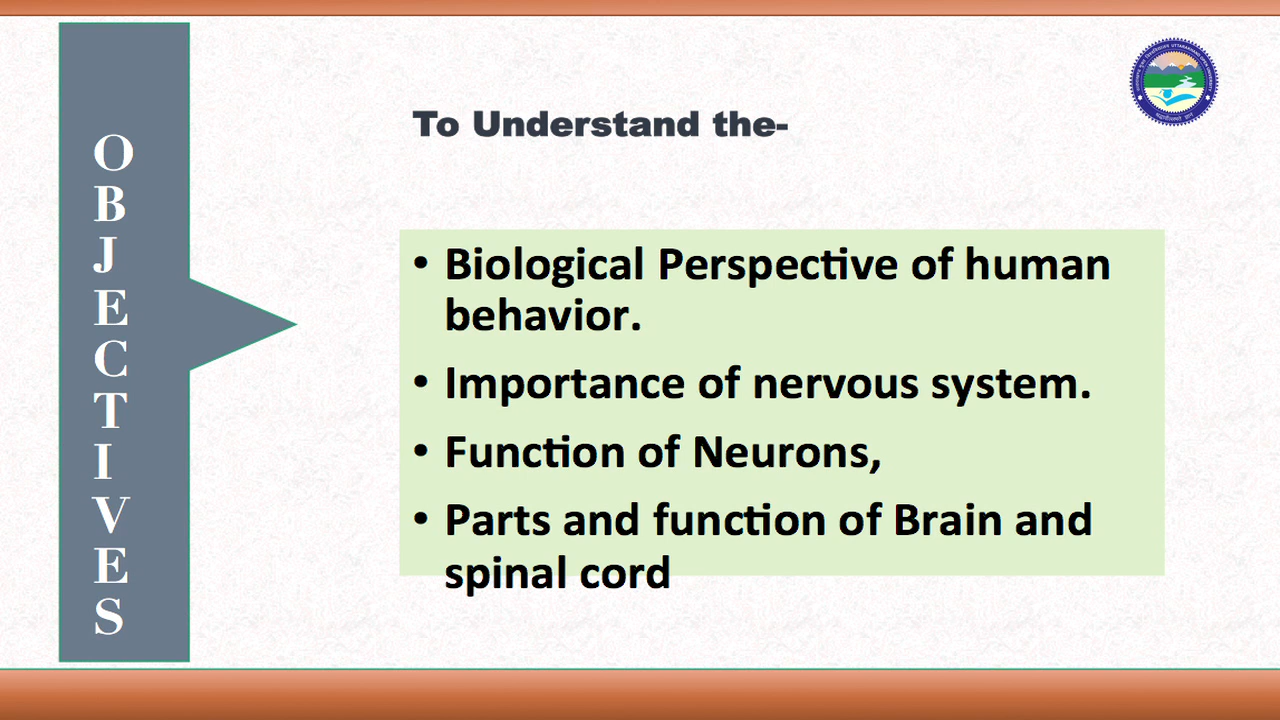 OBJECTIVES
To Understand the-
• Biological Perspective of human
behavior.
• Importance of nervous system.
• Function of Neurons,
• Parts and function of Brain and
spinal cord